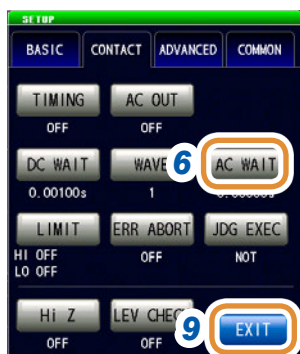 SETUP
BASIC CONTACT ADVANCED COMMON
TIMING AC OUT
OFF OFF
DC WAIT WAVE 6 AC WAIT
0.00100s 1
LIMIT ERR ABORT JDG EXEC
HI OFF OFF NOT
LO OFF
Hi Z LEV CHECK 9 EXIT
OFF OFF